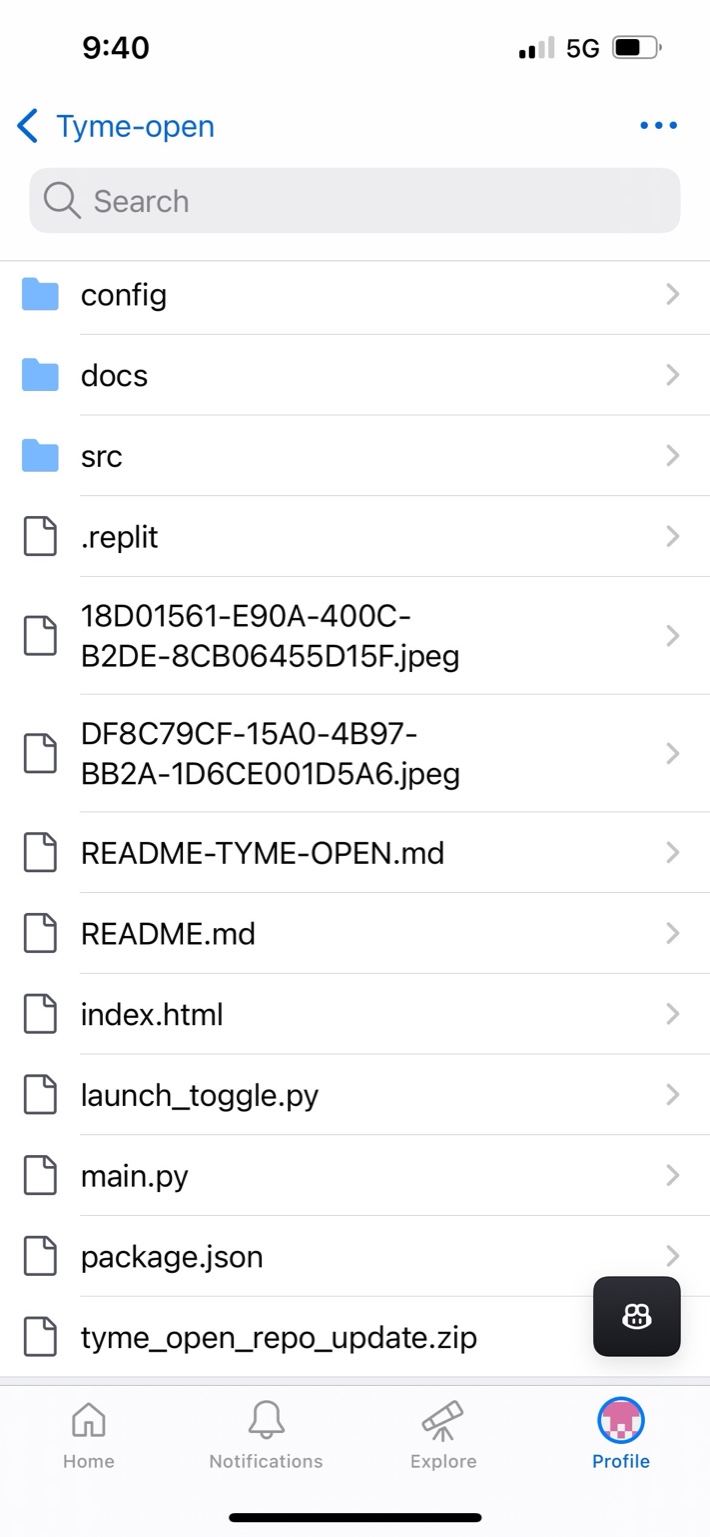 9:40
5G
Tyme-open
Search
config
docs
src
.replit
18D01561-E90A-400C-
B2DE-8CB06455D15F.jpeg
DF8C79CF-15A0-4B97-
BB2A-1D6CE001D5A6.jpeg
README-TYME-OPEN.md
README.md
index.html
launch_toggle.py
main.py
package.json
tyme_open_repo_update.zip
Home
Notifications
Explore
Profile